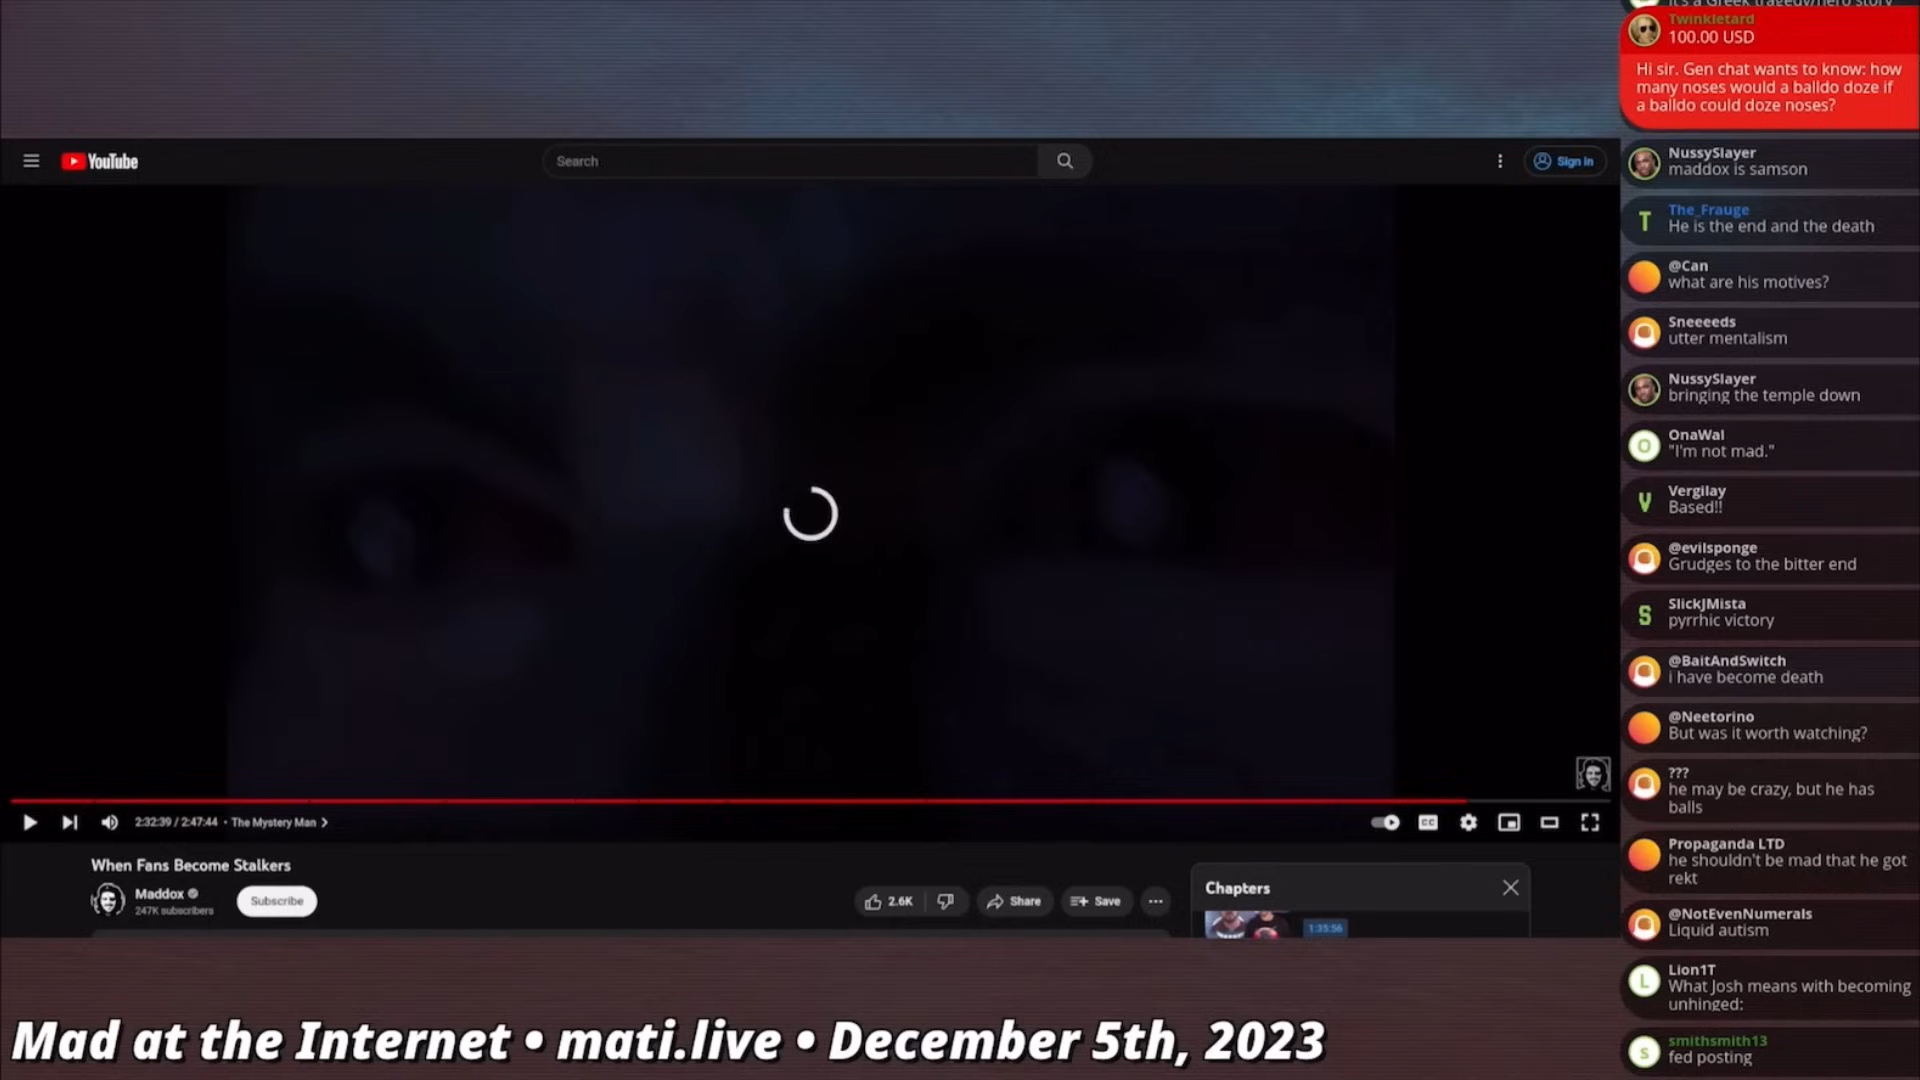 it's a Greek tragedy/hero story
Twinkletard
100.00 USD
Hi sir. Gen chat wants to know: how
many noses would a balldo doze if
a balldo could doze noses?
YouTube
Search
Sign in
NussySlayer
maddox is samson
T
The_Frauge
He is the end and the death
@Can
what are his motives?
Sneeeeds
utter mentalism
NussySlayer
bringing the temple down
O
OnaWal
"I'm not mad."
V
Vergilay
Based!!
@evilsponge
Grudges to the bitter end
S
SlickJMista
pyrrhic victory
@BaitAndSwitch
i have become death
@Neetorino
But was it worth watching?
???
he may be crazy, but he has
balls
2:32:39 / 2:47:44 • The Mystery Man
CC
Propaganda LTD
he shouldn't be mad that he got
rekt
When Fans Become Stalkers
Maddox
247K subscribers
Subscribe
2.6K
Share
Save
Chapters
1:35:56
@NotEvenNumerals
Liquid autism
L
Lion1T
What Josh means with becoming
unhinged:
S
smithsmith13
fed posting
Mad at the Internet • mati.live • December 5th, 2023